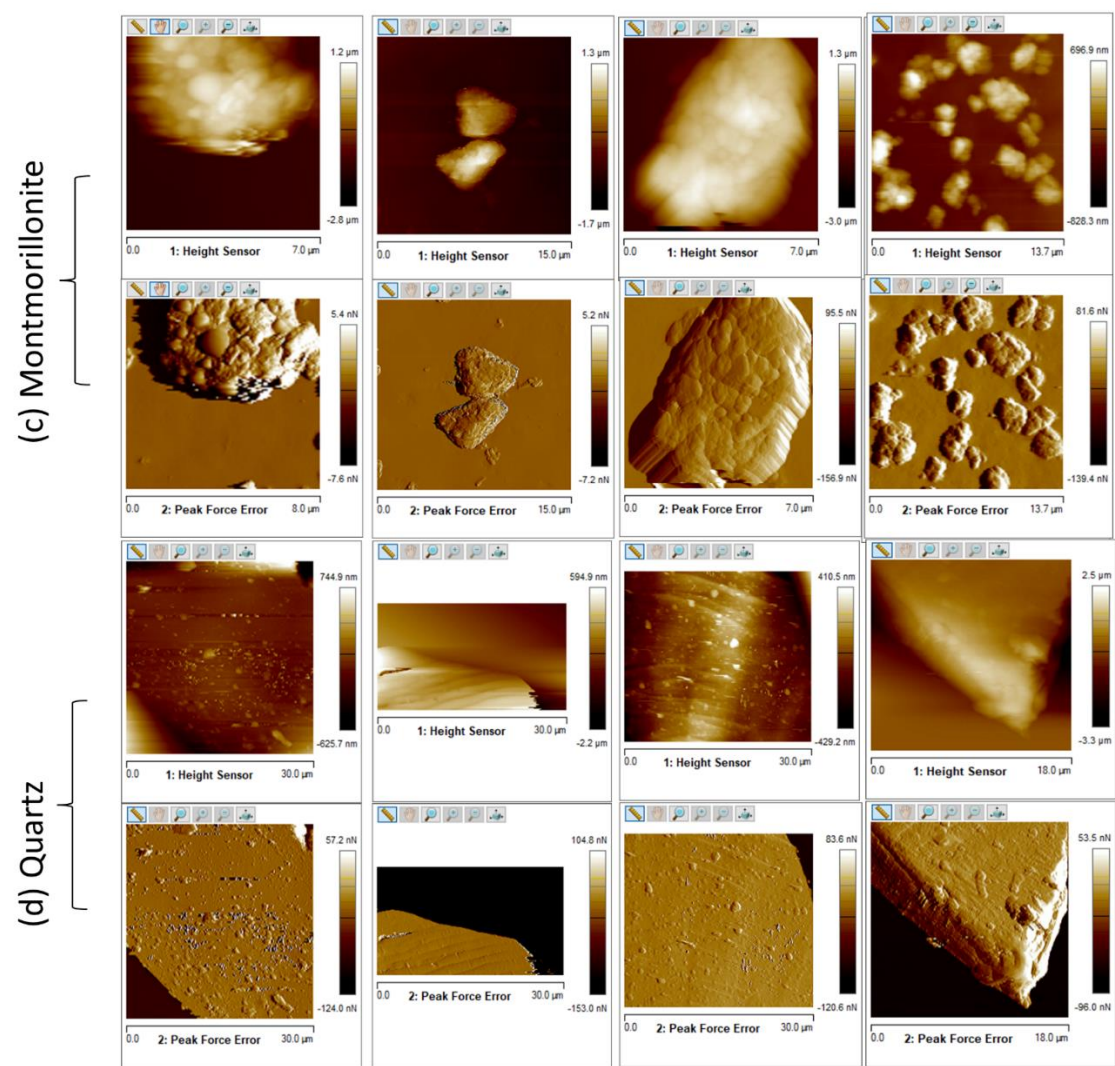 (c) Montmorillonite
1.2 µm
-2.8 µm
0.0 1: Height Sensor 7.0 µm
1.3 µm
-1.7 µm
0.0 1: Height Sensor 15.0 µm
1.3 µm
-3.0 µm
0.0 1: Height Sensor 7.0 µm
696.9 nm
-828.3 nm
0.0 1: Height Sensor 13.7 µm
5.4 nN
-7.6 nN
0.0 2: Peak Force Error 8.0 µm
5.2 nN
-7.2 nN
0.0 2: Peak Force Error 15.0 µm
95.5 nN
-156.9 nN
0.0 2: Peak Force Error 7.0 µm
81.6 nN
-139.4 nN
0.0 2: Peak Force Error 13.7 µm
(d) Quartz
744.9 nm
-625.7 nm
0.0 1: Height Sensor 30.0 µm
594.9 nm
-2.2 µm
0.0 1: Height Sensor 30.0 µm
410.5 nm
-429.2 nm
0.0 1: Height Sensor 30.0 µm
2.5 µm
-3.3 µm
0.0 1: Height Sensor 18.0 µm
57.2 nN
-124.0 nN
0.0 2: Peak Force Error 30.0 µm
104.8 nN
-153.0 nN
0.0 2: Peak Force Error 30.0 µm
83.6 nN
-120.6 nN
0.0 2: Peak Force Error 30.0 µm
53.5 nN
-96.0 nN
0.0 2: Peak Force Error 18.0 µm